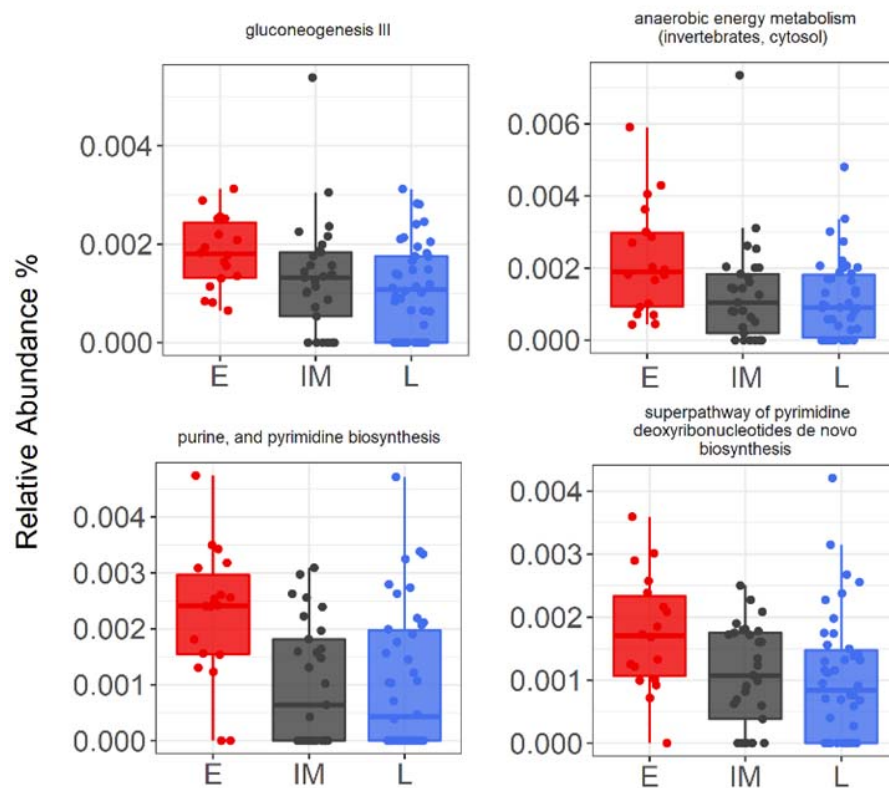 gluconeogenesis III
0.004
0.002
0.000
E IM L
anaerobic energy metabolism
(invertebrates, cytosol)
0.006
0.004
0.002
0.000
E IM L
Relative Abundance %
purine, and pyrimidine biosynthesis
0.004
0.003
0.002
0.001
0.000
E IM L
superpathway of pyrimidine
deoxyribonucleotides de novo
biosynthesis
0.004
0.003
0.002
0.001
0.000
E IM L